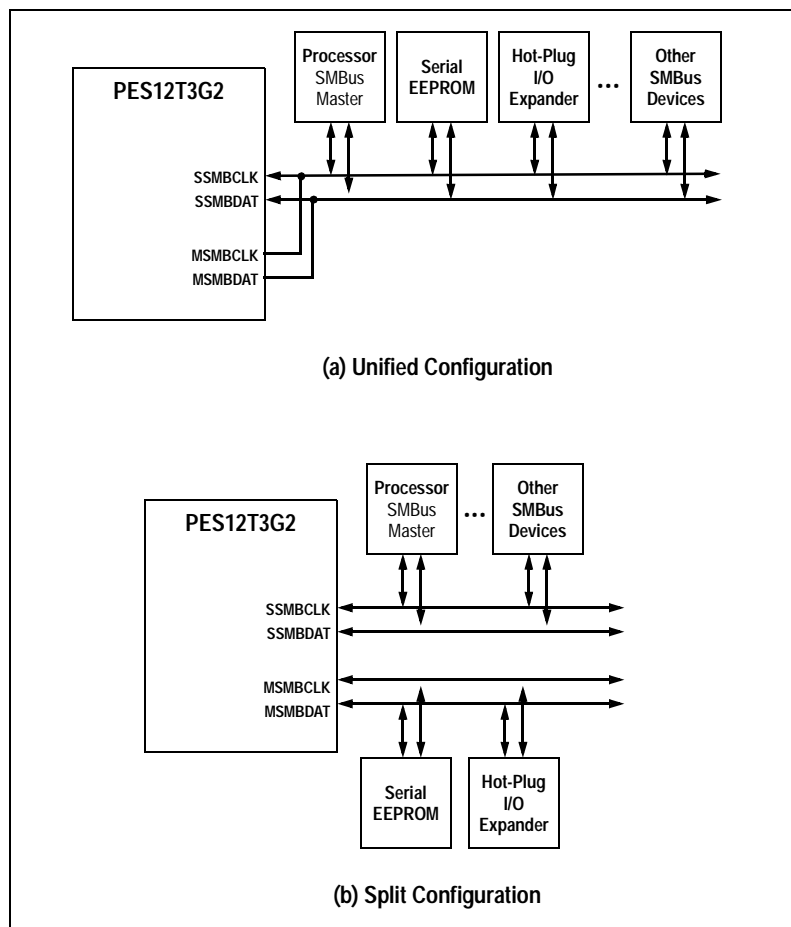 PES12T3G2
Processor
SMBus
Master
Serial
EEPROM
Hot-Plug
I/O
Expander
...
Other
SMBus
Devices
SSMBCLK
SSMBDAT
MSMBCLK
MSMBDAT
(a) Unified Configuration
PES12T3G2
Processor
SMBus
Master
...
Other
SMBus
Devices
SSMBCLK
SSMBDAT
MSMBCLK
MSMBDAT
Serial
EEPROM
Hot-Plug
I/O
Expander
(b) Split Configuration